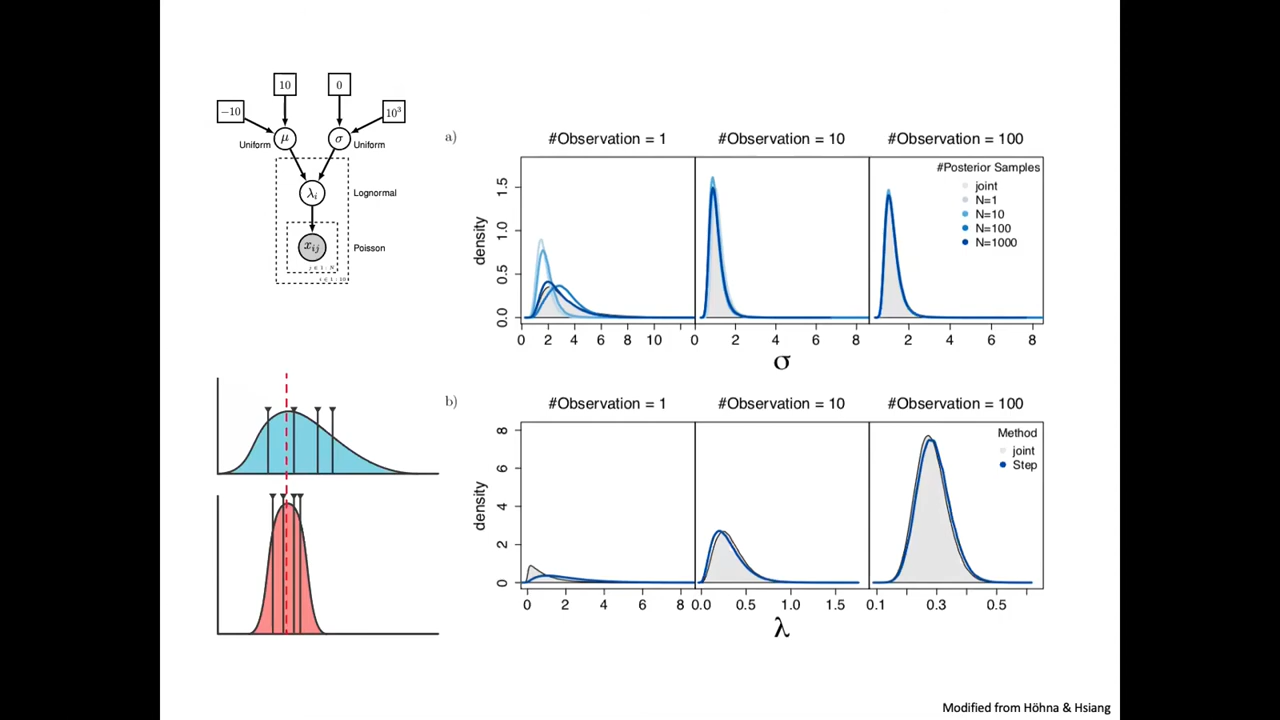 10
0
−10
10³
μ
σ
Uniform
Uniform
λᵢ
Lognormal
xᵢⱼ
Poisson
j ∈ 1 : N
i ∈ 1 : 10
a)
#Observation = 1
#Observation = 10
#Observation = 100
#Posterior Samples
joint
N=1
N=10
N=100
N=1000
density
0.0 0.5 1.0 1.5
0 2 4 6 8 10
0 2 4 6 8
2 4 6 8
σ
b)
#Observation = 1
#Observation = 10
#Observation = 100
Method
joint
Step
density
0 2 4 6 8
0 2 4 6 8
0.0 0.5 1.0 1.5
0.1 0.3 0.5
λ
Modified from Höhna & Hsiang